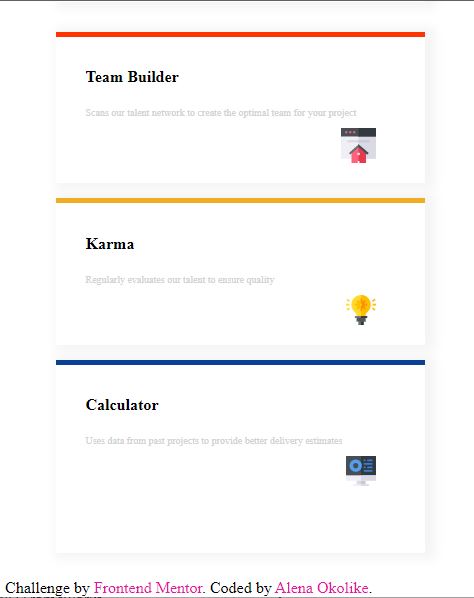 Team Builder
Scans our talent network to create the optimal team for your project
Karma
Regularly evaluates our talent to ensure quality
Calculator
Uses data from past projects to provide better delivery estimates
Challenge by Frontend Mentor. Coded by Alena Okolike.